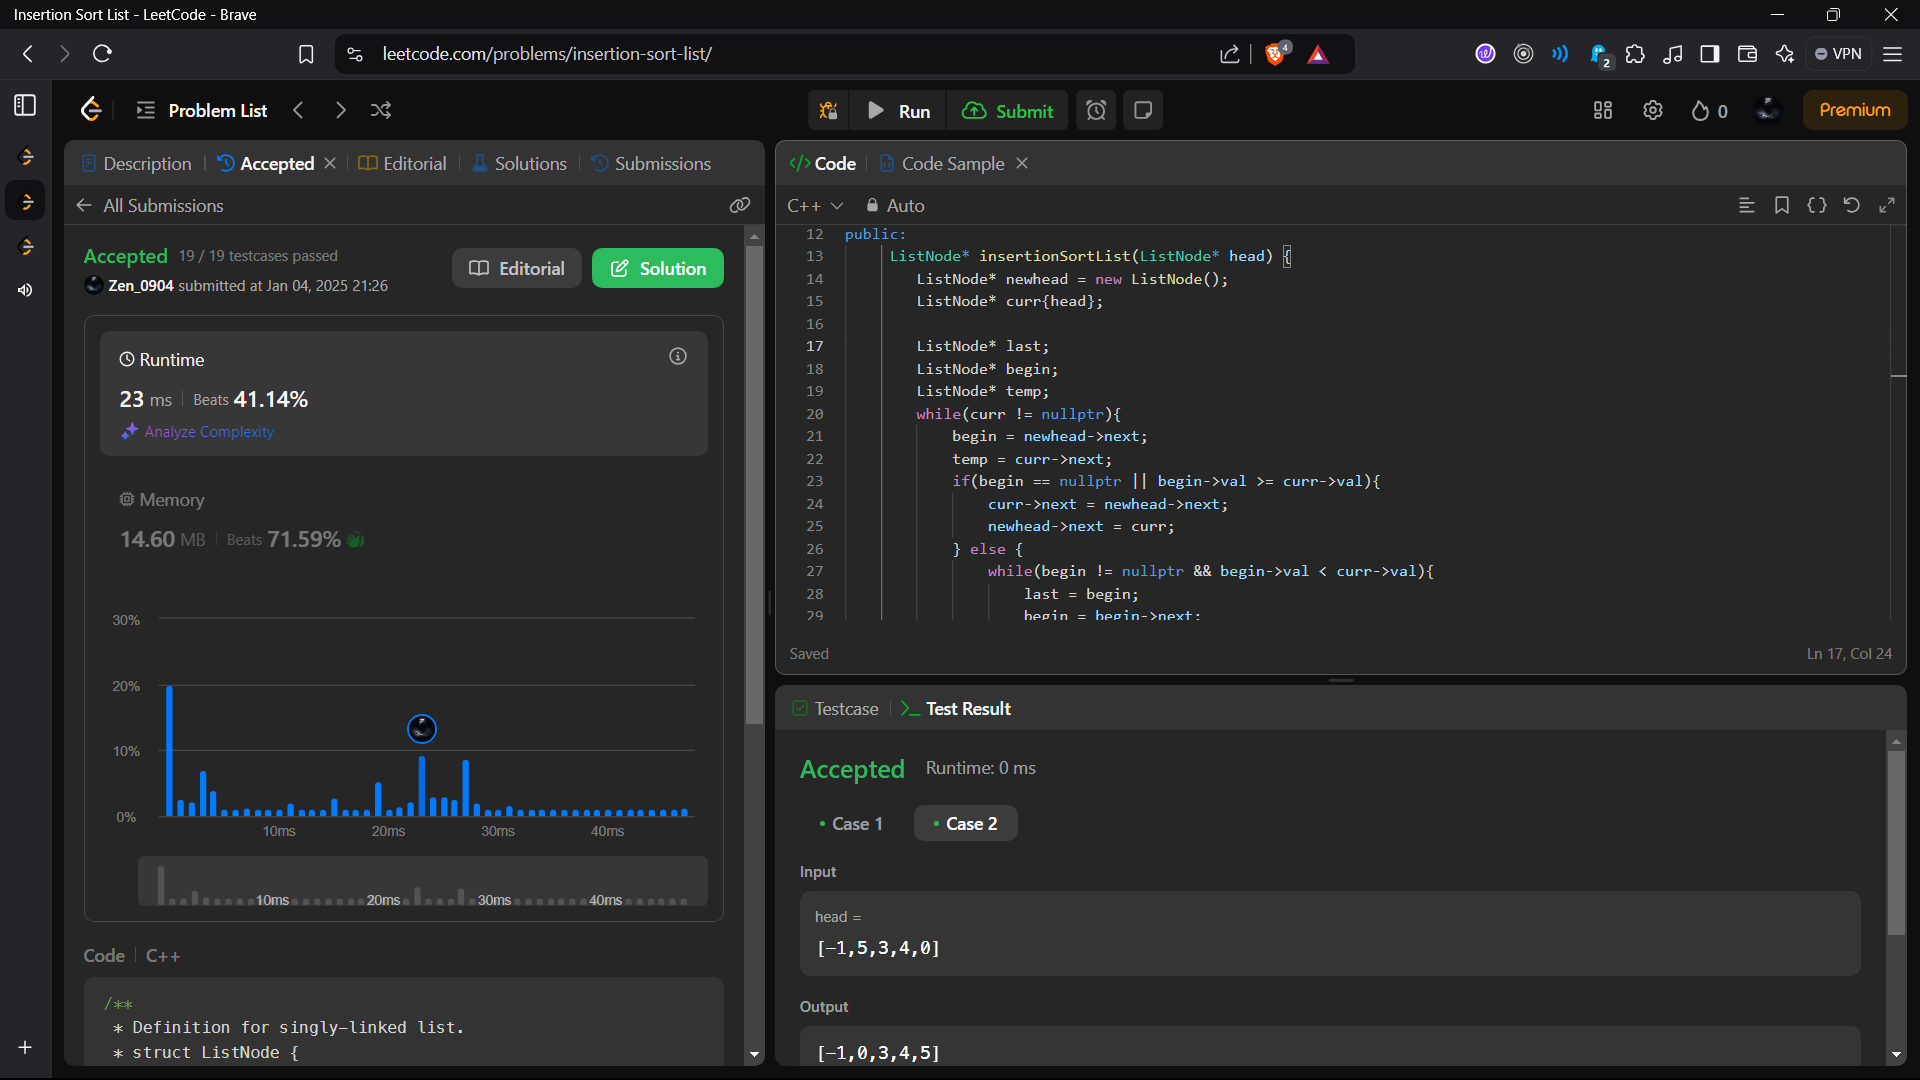 Insertion Sort List - LeetCode - Brave
leetcode.com/problems/insertion-sort-list/
4
2
VPN
Problem List
Run
Submit
0
Premium
Description
Accepted
Editorial
Solutions
Submissions
All Submissions
Accepted 19 / 19 testcases passed
Zen_0904 submitted at Jan 04, 2025 21:26
Editorial
Solution
Runtime
23 ms | Beats 41.14%
Analyze Complexity
Memory
14.60 MB | Beats 71.59%
30%
20%
10%
0%
10ms 20ms 30ms 40ms
10ms 20ms 30ms 40ms
Code | C++
/**
* Definition for singly-linked list.
* struct ListNode {
</> Code
Code Sample
C++
Auto
12 public:
13 ListNode* insertionSortList(ListNode* head) {
14 ListNode* newhead = new ListNode();
15 ListNode* curr{head};
16
17 ListNode* last;
18 ListNode* begin;
19 ListNode* temp;
20 while(curr != nullptr){
21 begin = newhead->next;
22 temp = curr->next;
23 if(begin == nullptr || begin->val >= curr->val){
24 curr->next = newhead->next;
25 newhead->next = curr;
26 } else {
27 while(begin != nullptr && begin->val < curr->val){
28 last = begin;
29 begin = begin->next;
Saved
Ln 17, Col 24
Testcase
Test Result
Accepted Runtime: 0 ms
Case 1
Case 2
Input
head =
[-1,5,3,4,0]
Output
[-1,0,3,4,5]